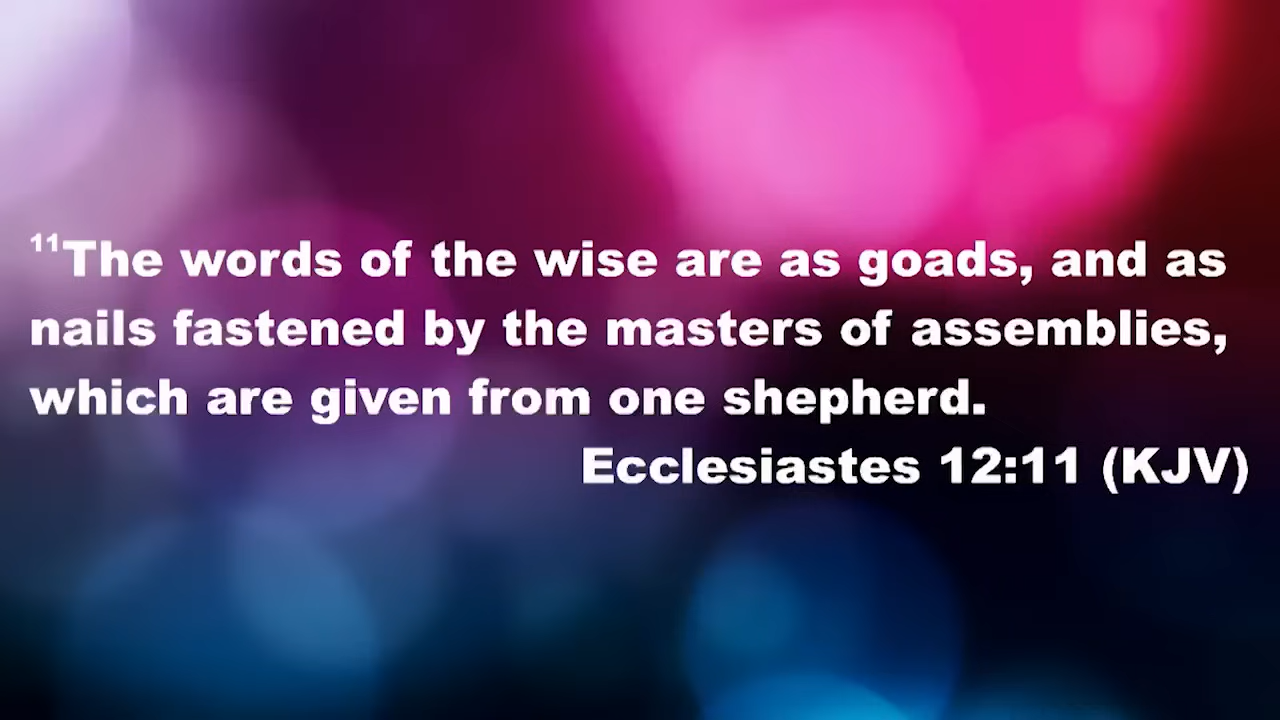 ¹¹The words of the wise are as goads, and as
nails fastened by the masters of assemblies,
which are given from one shepherd.
Ecclesiastes 12:11 (KJV)